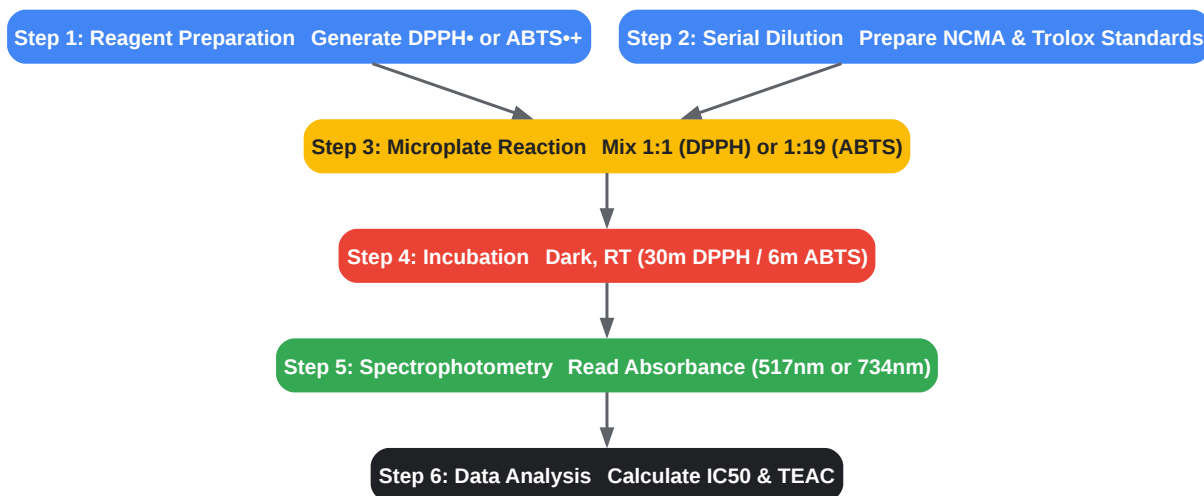 Step 1: Reagent Preparation Generate DPPH• or ABTS•+
Step 2: Serial Dilution Prepare NCMA & Trolox Standards
Step 3: Microplate Reaction Mix 1:1 (DPPH) or 1:19 (ABTS)
Step 4: Incubation Dark, RT (30m DPPH / 6m ABTS)
Step 5: Spectrophotometry Read Absorbance (517nm or 734nm)
Step 6: Data Analysis Calculate IC50 & TEAC